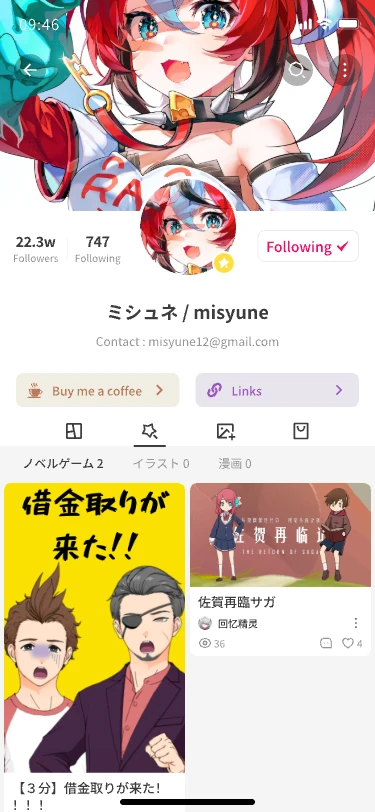 09:46
RA
22.3w
Followers
747
Following
Following
ミシュネ / misyune
Contact : misyune12@gmail.com
Buy me a coffee
Links
ノベルゲーム 2
イラスト 0
漫画 0
借金取りが
来た!!
佐贺再临
THE RETURN OF SAGA
佐賀再臨サガ
回忆精灵
36
4
【３分】借金取りが来た!
！！！